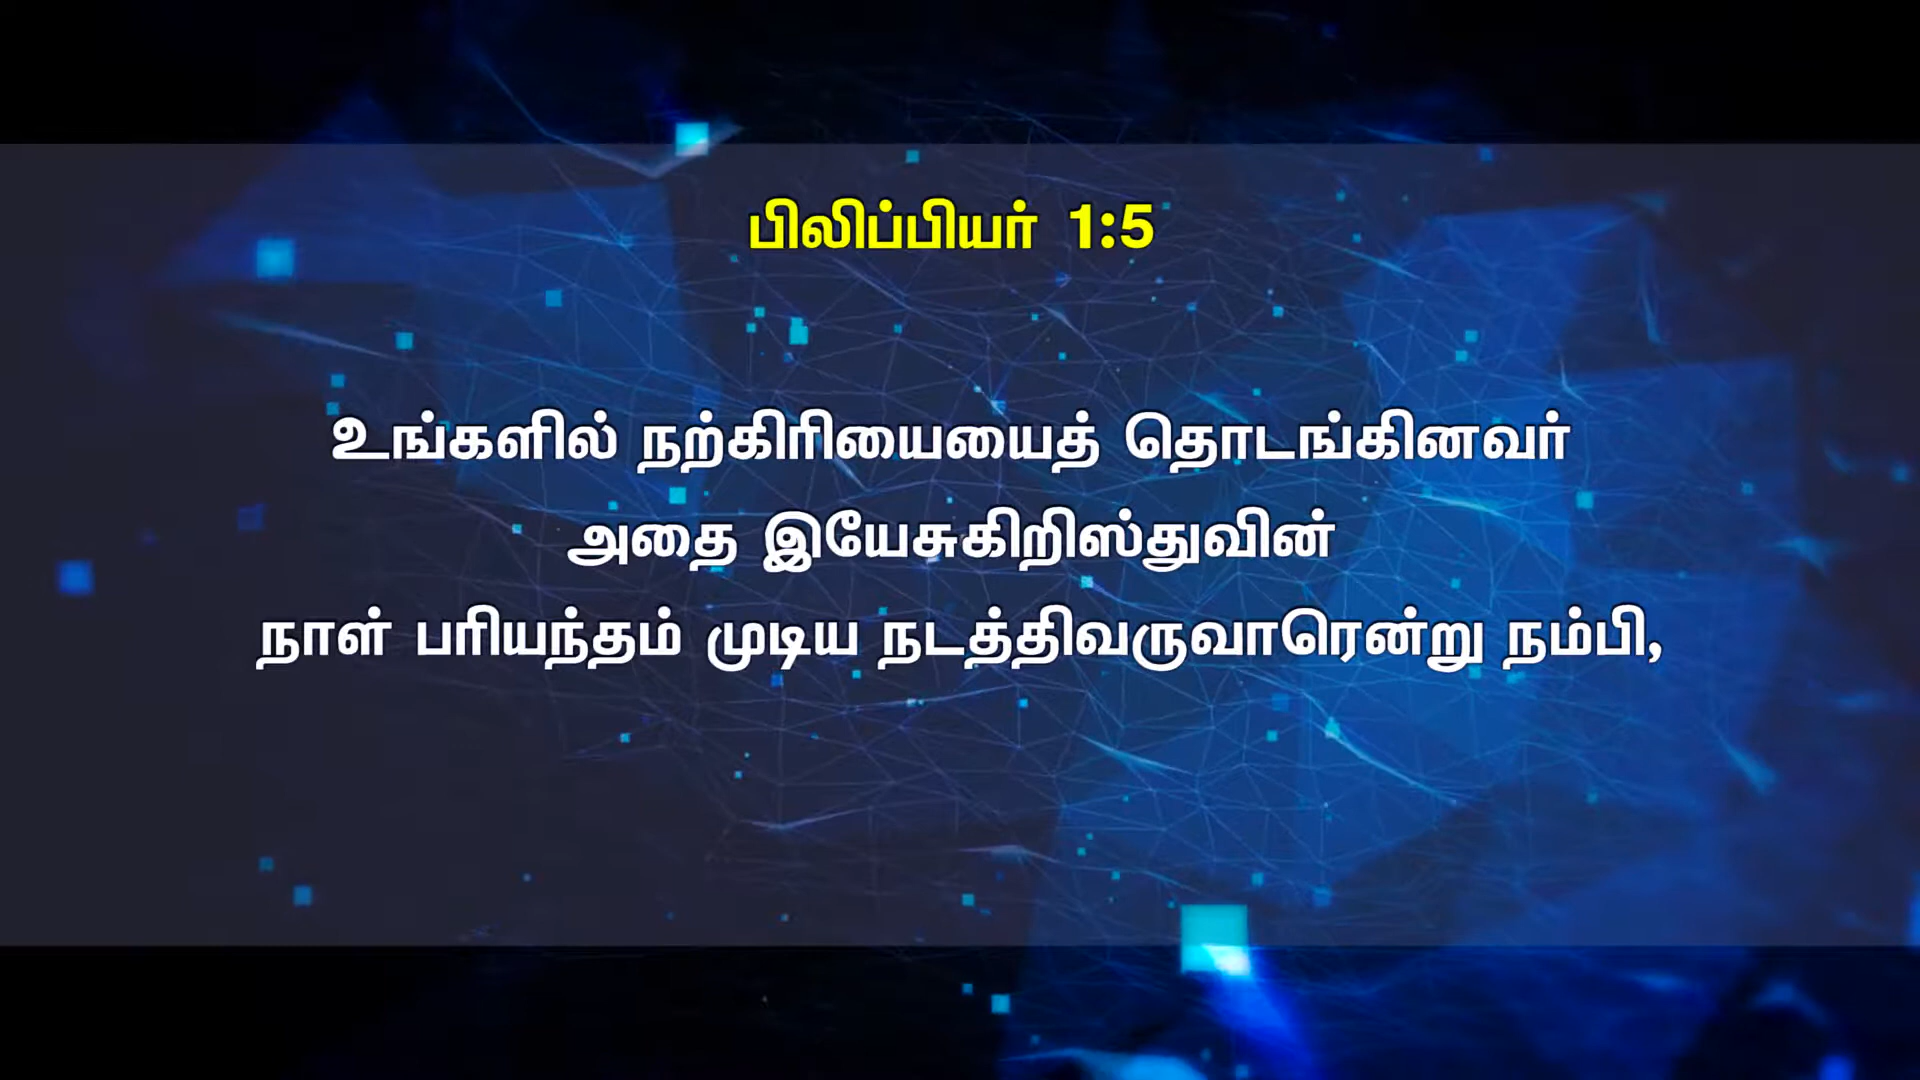 பிலிப்பியர் 1:5
உங்களில் நற்கிரியையைத் தொடங்கினவர்
அதை இயேசுகிறிஸ்துவின்
நாள் பரியந்தம் முடிய நடத்திவருவாரென்று நம்பி,